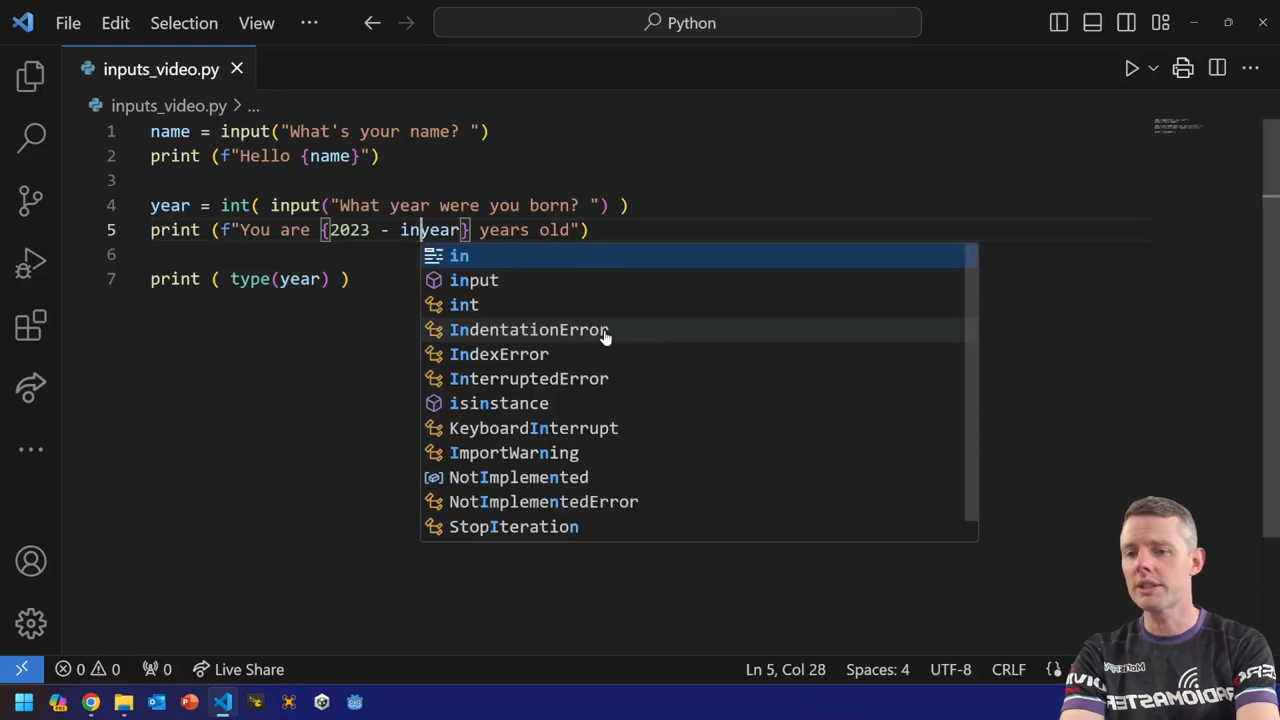 File Edit Selection View ··· Python
inputs_video.py
inputs_video.py > ...
1 name = input("What's your name? ")
2 print (f"Hello {name}")
3
4 year = int( input("What year were you born? ") )
5 print (f"You are {2023 - inyear} years old")
6
7 print ( type(year) )
in
input
int
IndentationError
IndexError
InterruptedError
isinstance
KeyboardInterrupt
ImportWarning
NotImplemented
NotImplementedError
StopIteration
RADIOMASTER
0 0 0 Live Share Ln 5, Col 28 Spaces: 4 UTF-8 CRLF {}